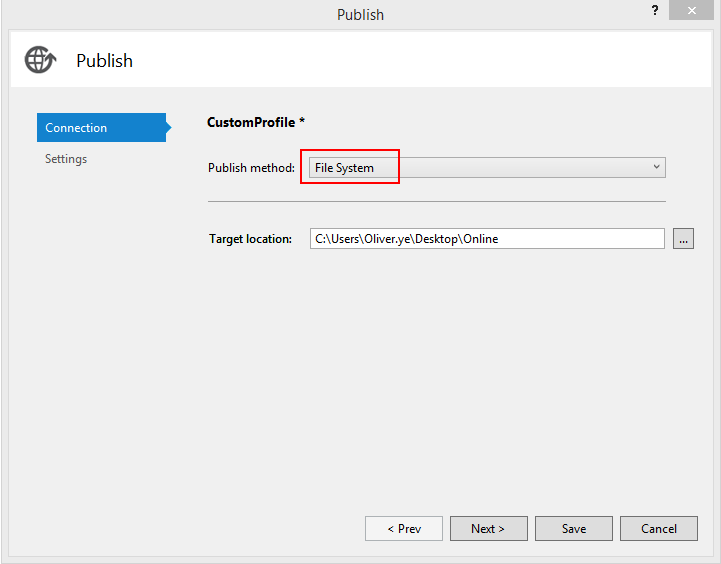 Publish
?
Publish
Connection
Settings
CustomProfile *
Publish method: File System
Target location: C:\Users\Oliver.ye\Desktop\Online ...
< Prev Next > Save Cancel